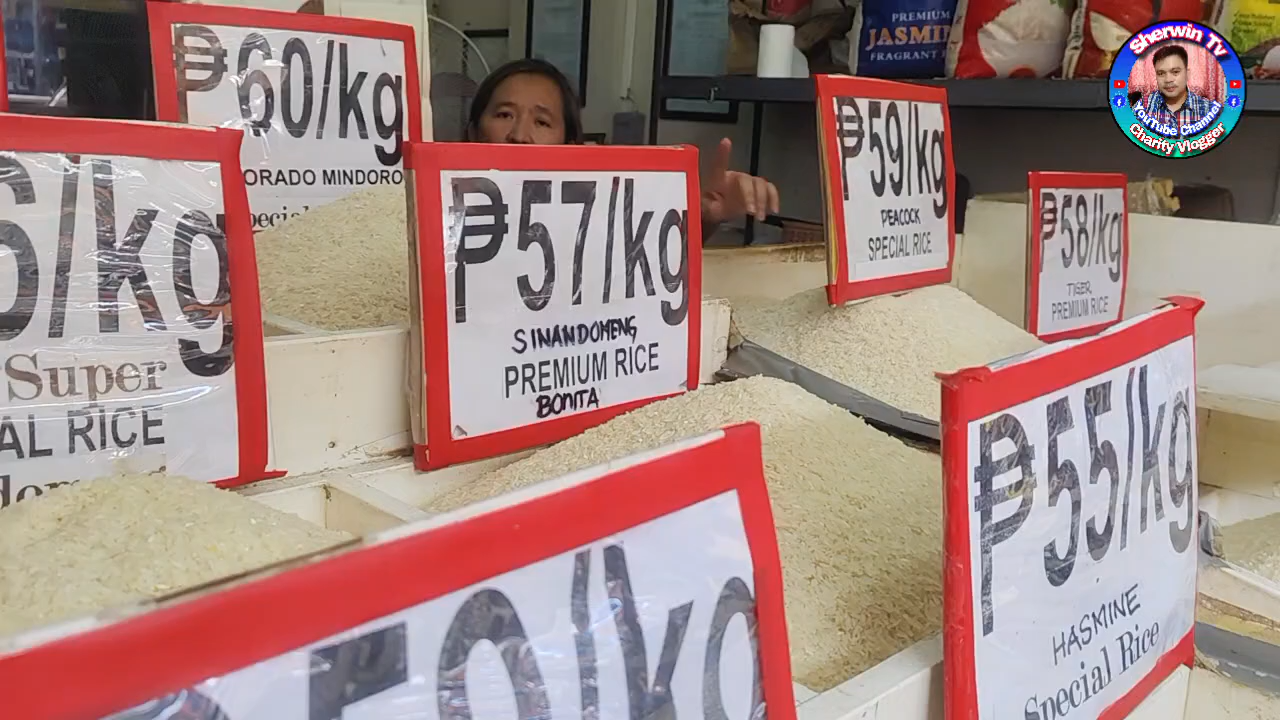 ₱60/kg
ORADO MINDORO
6/kg
Super
AL RICE
₱57/kg
SINANDOMENG
PREMIUM RICE
BONITA
₱59/kg
PEACOCK
SPECIAL RICE
₱58/kg
TIGER
PREMIUM RICE
₱55/kg
HASMINE
Special Rice
PREMIUM
JASMIN
FRAGRANT
Sherwin Tv
YouTube Channel
Charity Vlogger